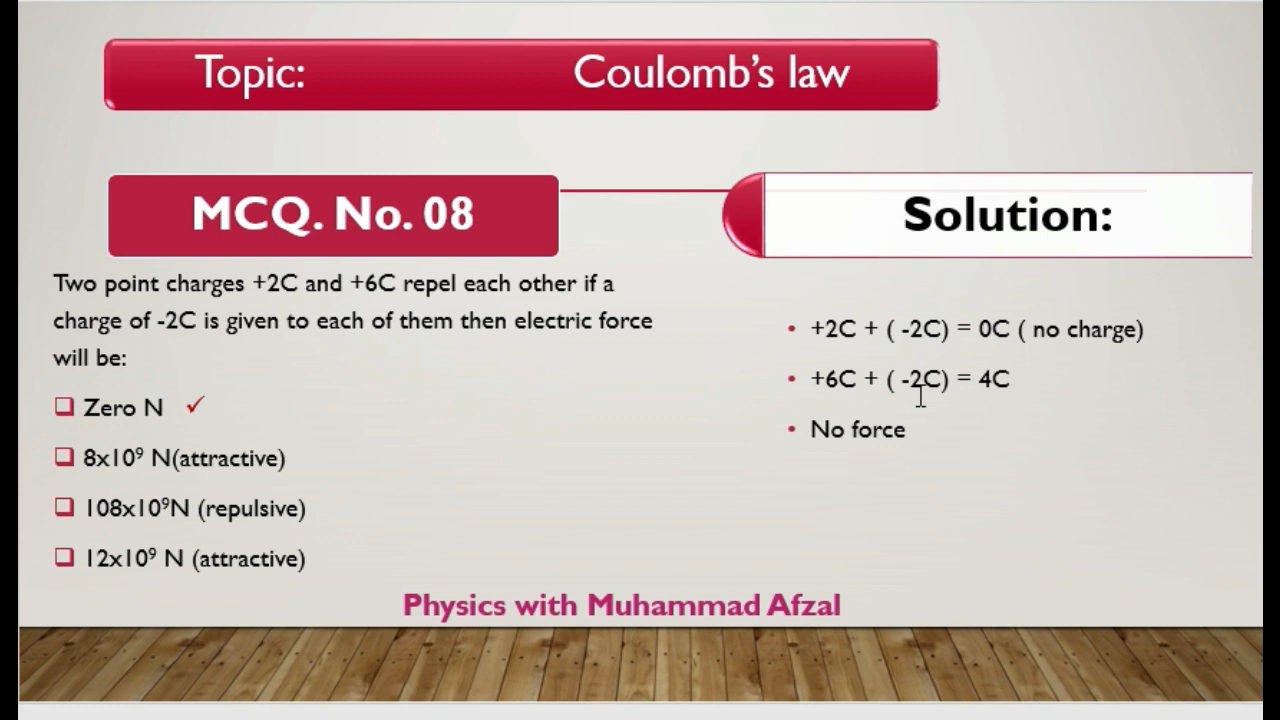 Topic: Coulomb's law
MCQ. No. 08
Two point charges +2C and +6C repel each other if a
charge of -2C is given to each of them then electric force
will be:
Zero N ✓
8x10⁹ N(attractive)
108x10⁹N (repulsive)
12x10⁹ N (attractive)
Solution:
+2C + ( -2C) = 0C ( no charge)
+6C + ( -2C) = 4C
No force
Physics with Muhammad Afzal